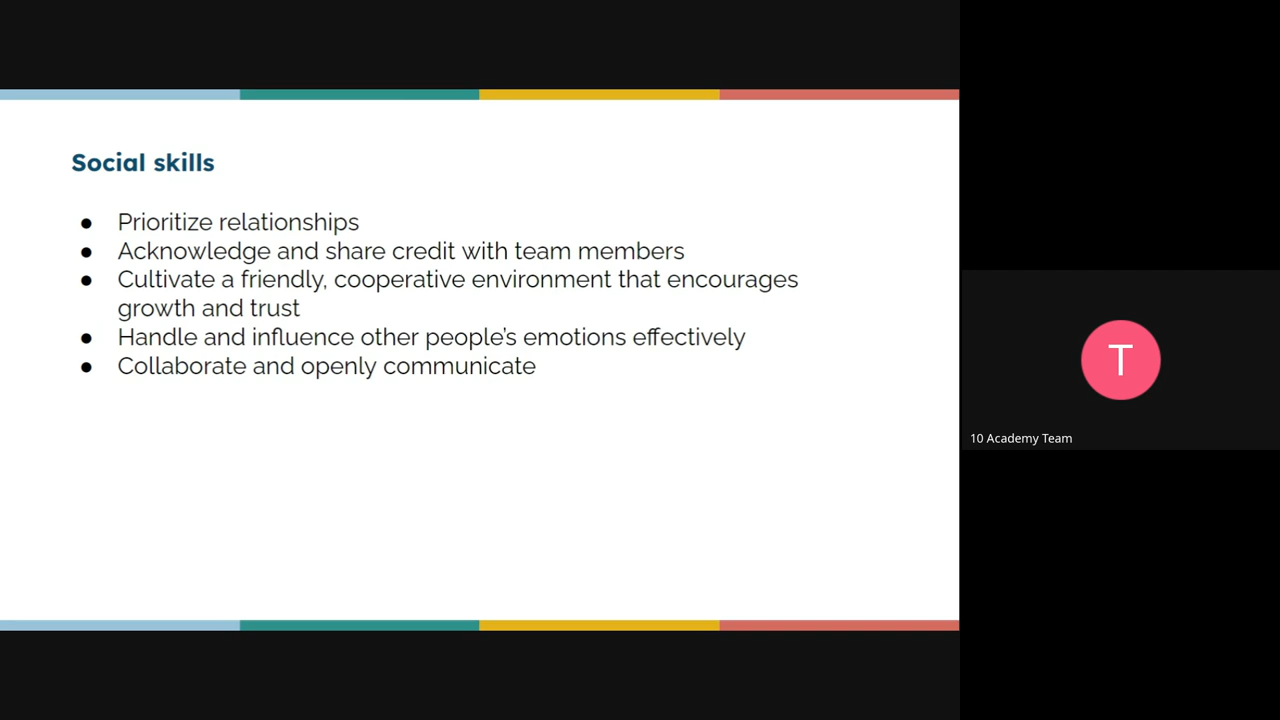 Social skills
● Prioritize relationships
● Acknowledge and share credit with team members
● Cultivate a friendly, cooperative environment that encourages
growth and trust
● Handle and influence other people's emotions effectively
● Collaborate and openly communicate
T
10 Academy Team